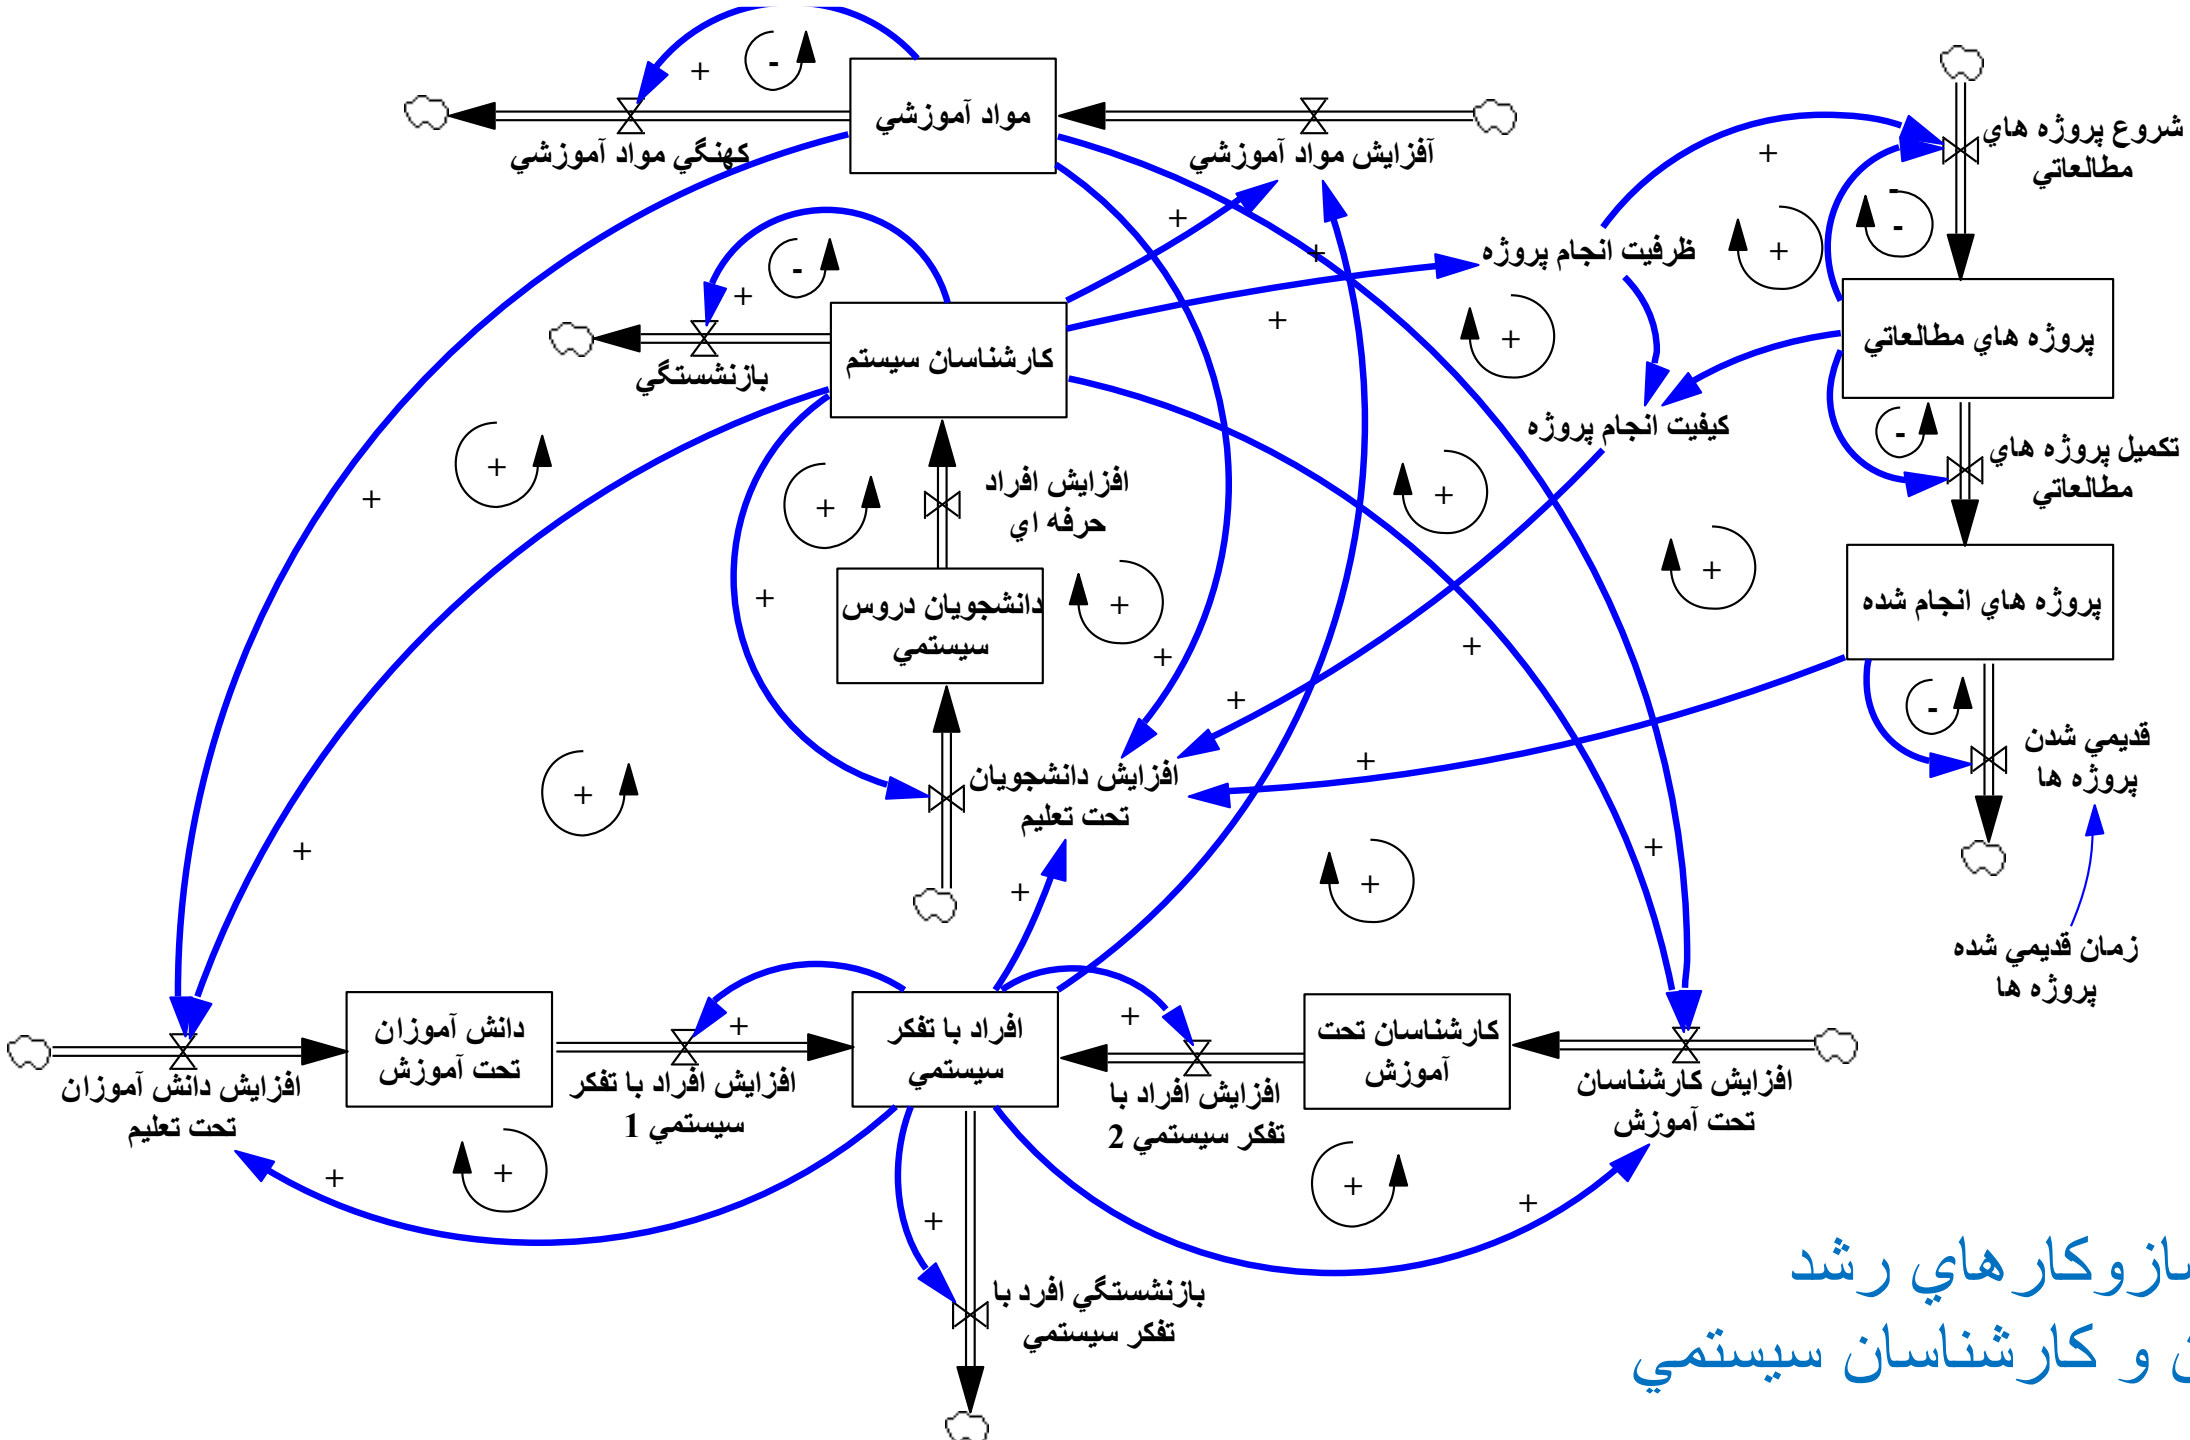 مواد آموزشي
آفزايش مواد آموزشي
كهنگي مواد آموزشي
شروع پروژه هاي
مطالعاتي
ظرفيت انجام پروژه
پروژه هاي مطالعاتي
كارشناسان سيستم
بازنشستگي
كيفيت انجام پروژه
تكميل پروژه هاي
مطالعاتي
افزايش افراد
حرفه اي
پروژه هاي انجام شده
دانشجويان دروس
سيستمي
قديمي شدن
پروژه ها
افزايش دانشجويان
تحت تعليم
زمان قديمي شده
پروژه ها
كارشناسان تحت
آموزش
افراد با تفكر
سيستمي
دانش آموزان
تحت آموزش
افزايش كارشناسان
تحت آموزش
افزايش افراد با
تفكر سيستمي 2
افزايش افراد با تفكر
سيستمي 1
افزايش دانش آموزان
تحت تعليم
بازنشستگي افرد با
تفكر سيستمي
رشد
و كارشناسان سيستمي